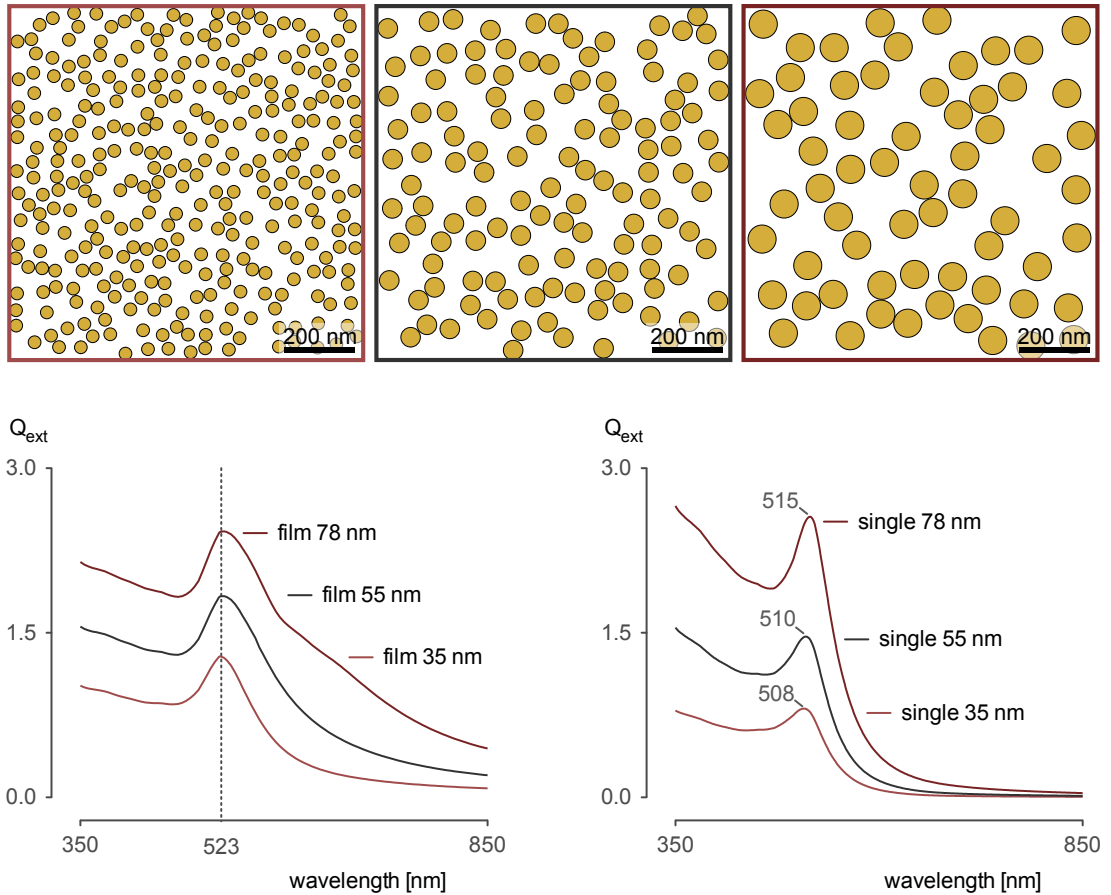 200 nm
200 nm
200 nm
Qext
3.0
1.5
0.0
film 78 nm
film 55 nm
film 35 nm
350
523
850
wavelength [nm]
Qext
3.0
1.5
0.0
515
single 78 nm
510
single 55 nm
508
single 35 nm
350
850
wavelength [nm]